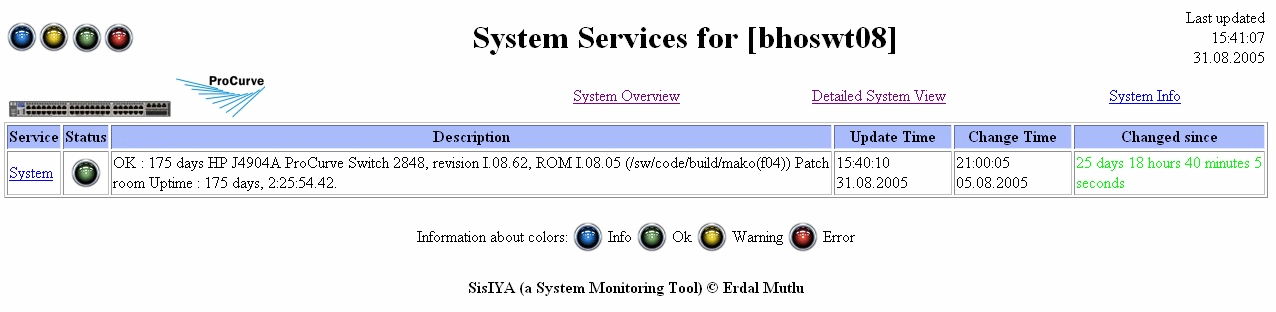 System Services for [bhoswt08]
Last updated
15:41:07
31.08.2005
ProCurve
System Overview
Detailed System View
System Info
Service
Status
Description
Update Time
Change Time
Changed since
System
OK : 175 days HP J4904A ProCurve Switch 2848, revision I.08.62, ROM I.08.05 (/sw/code/build/mako(f04)) Patch
room Uptime : 175 days, 2:25:54.42.
15:40:10
31.08.2005
21:00:05
05.08.2005
25 days 18 hours 40 minutes 5
seconds
Information about colors: Info Ok Warning Error
SisIYA (a System Monitoring Tool) © Erdal Mutlu